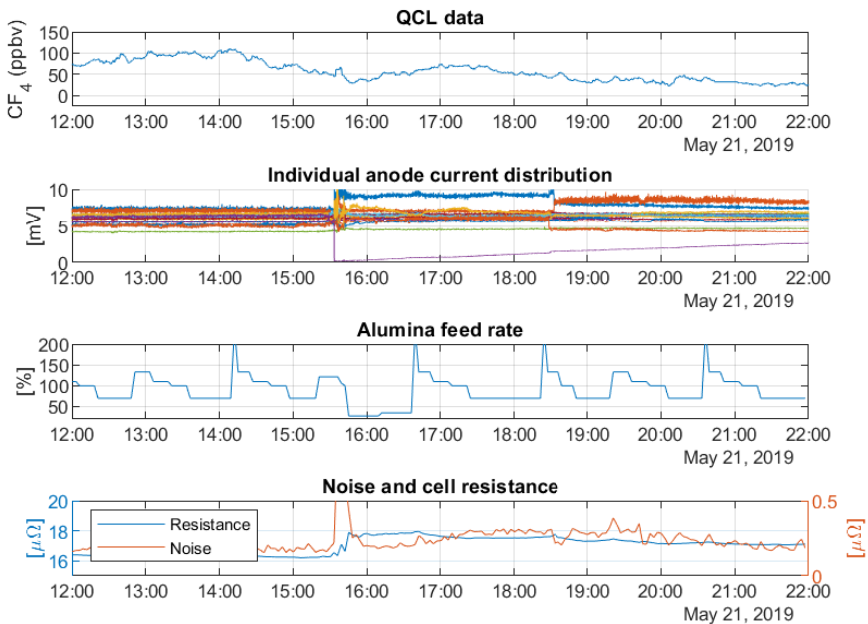 QCL data
CF4 (ppbv)
150
100
50
0
12:00 13:00 14:00 15:00 16:00 17:00 18:00 19:00 20:00 21:00 22:00
May 21, 2019
Individual anode current distribution
[mV]
10
5
0
12:00 13:00 14:00 15:00 16:00 17:00 18:00 19:00 20:00 21:00 22:00
May 21, 2019
Alumina feed rate
[%]
200
150
100
50
12:00 13:00 14:00 15:00 16:00 17:00 18:00 19:00 20:00 21:00 22:00
May 21, 2019
Noise and cell resistance
[μΩ]
20
18
16
Resistance
Noise
0.5
0
[μΩ]
12:00 13:00 14:00 15:00 16:00 17:00 18:00 19:00 20:00 21:00 22:00
May 21, 2019